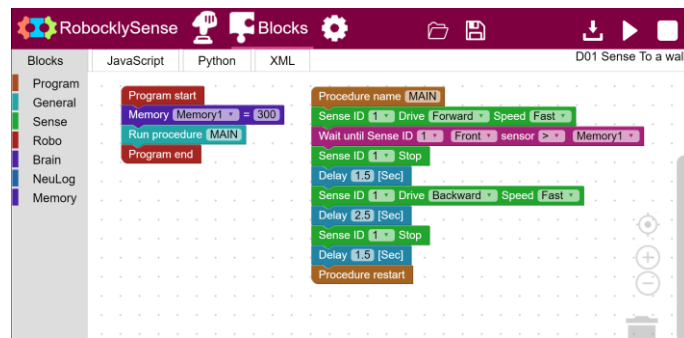 RobocklySense Blocks
Blocks JavaScript Python XML D01 Sense To a wal
Program
General
Sense
Robo
Brain
NeuLog
Memory
Program start
Memory Memory1 = 300
Run procedure MAIN
Program end
Procedure name MAIN
Sense ID 1 Drive Forward Speed Fast
Wait until Sense ID 1 Front sensor > Memory1
Sense ID 1 Stop
Delay 1.5 [Sec]
Sense ID 1 Drive Backward Speed Fast
Delay 2.5 [Sec]
Sense ID 1 Stop
Delay 1.5 [Sec]
Procedure restart